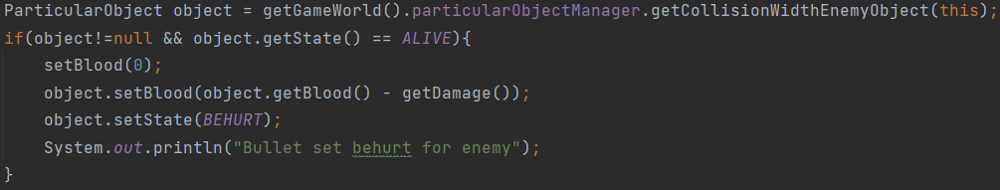 ParticularObject object = getGameWorld().particularObjectManager.getCollisionWidthEnemyObject(this);
if(object!=null && object.getState() == ALIVE){
    setBlood(0);
    object.setBlood(object.getBlood() - getDamage());
    object.setState(BEHURT);
    System.out.println("Bullet set behurt for enemy");
}